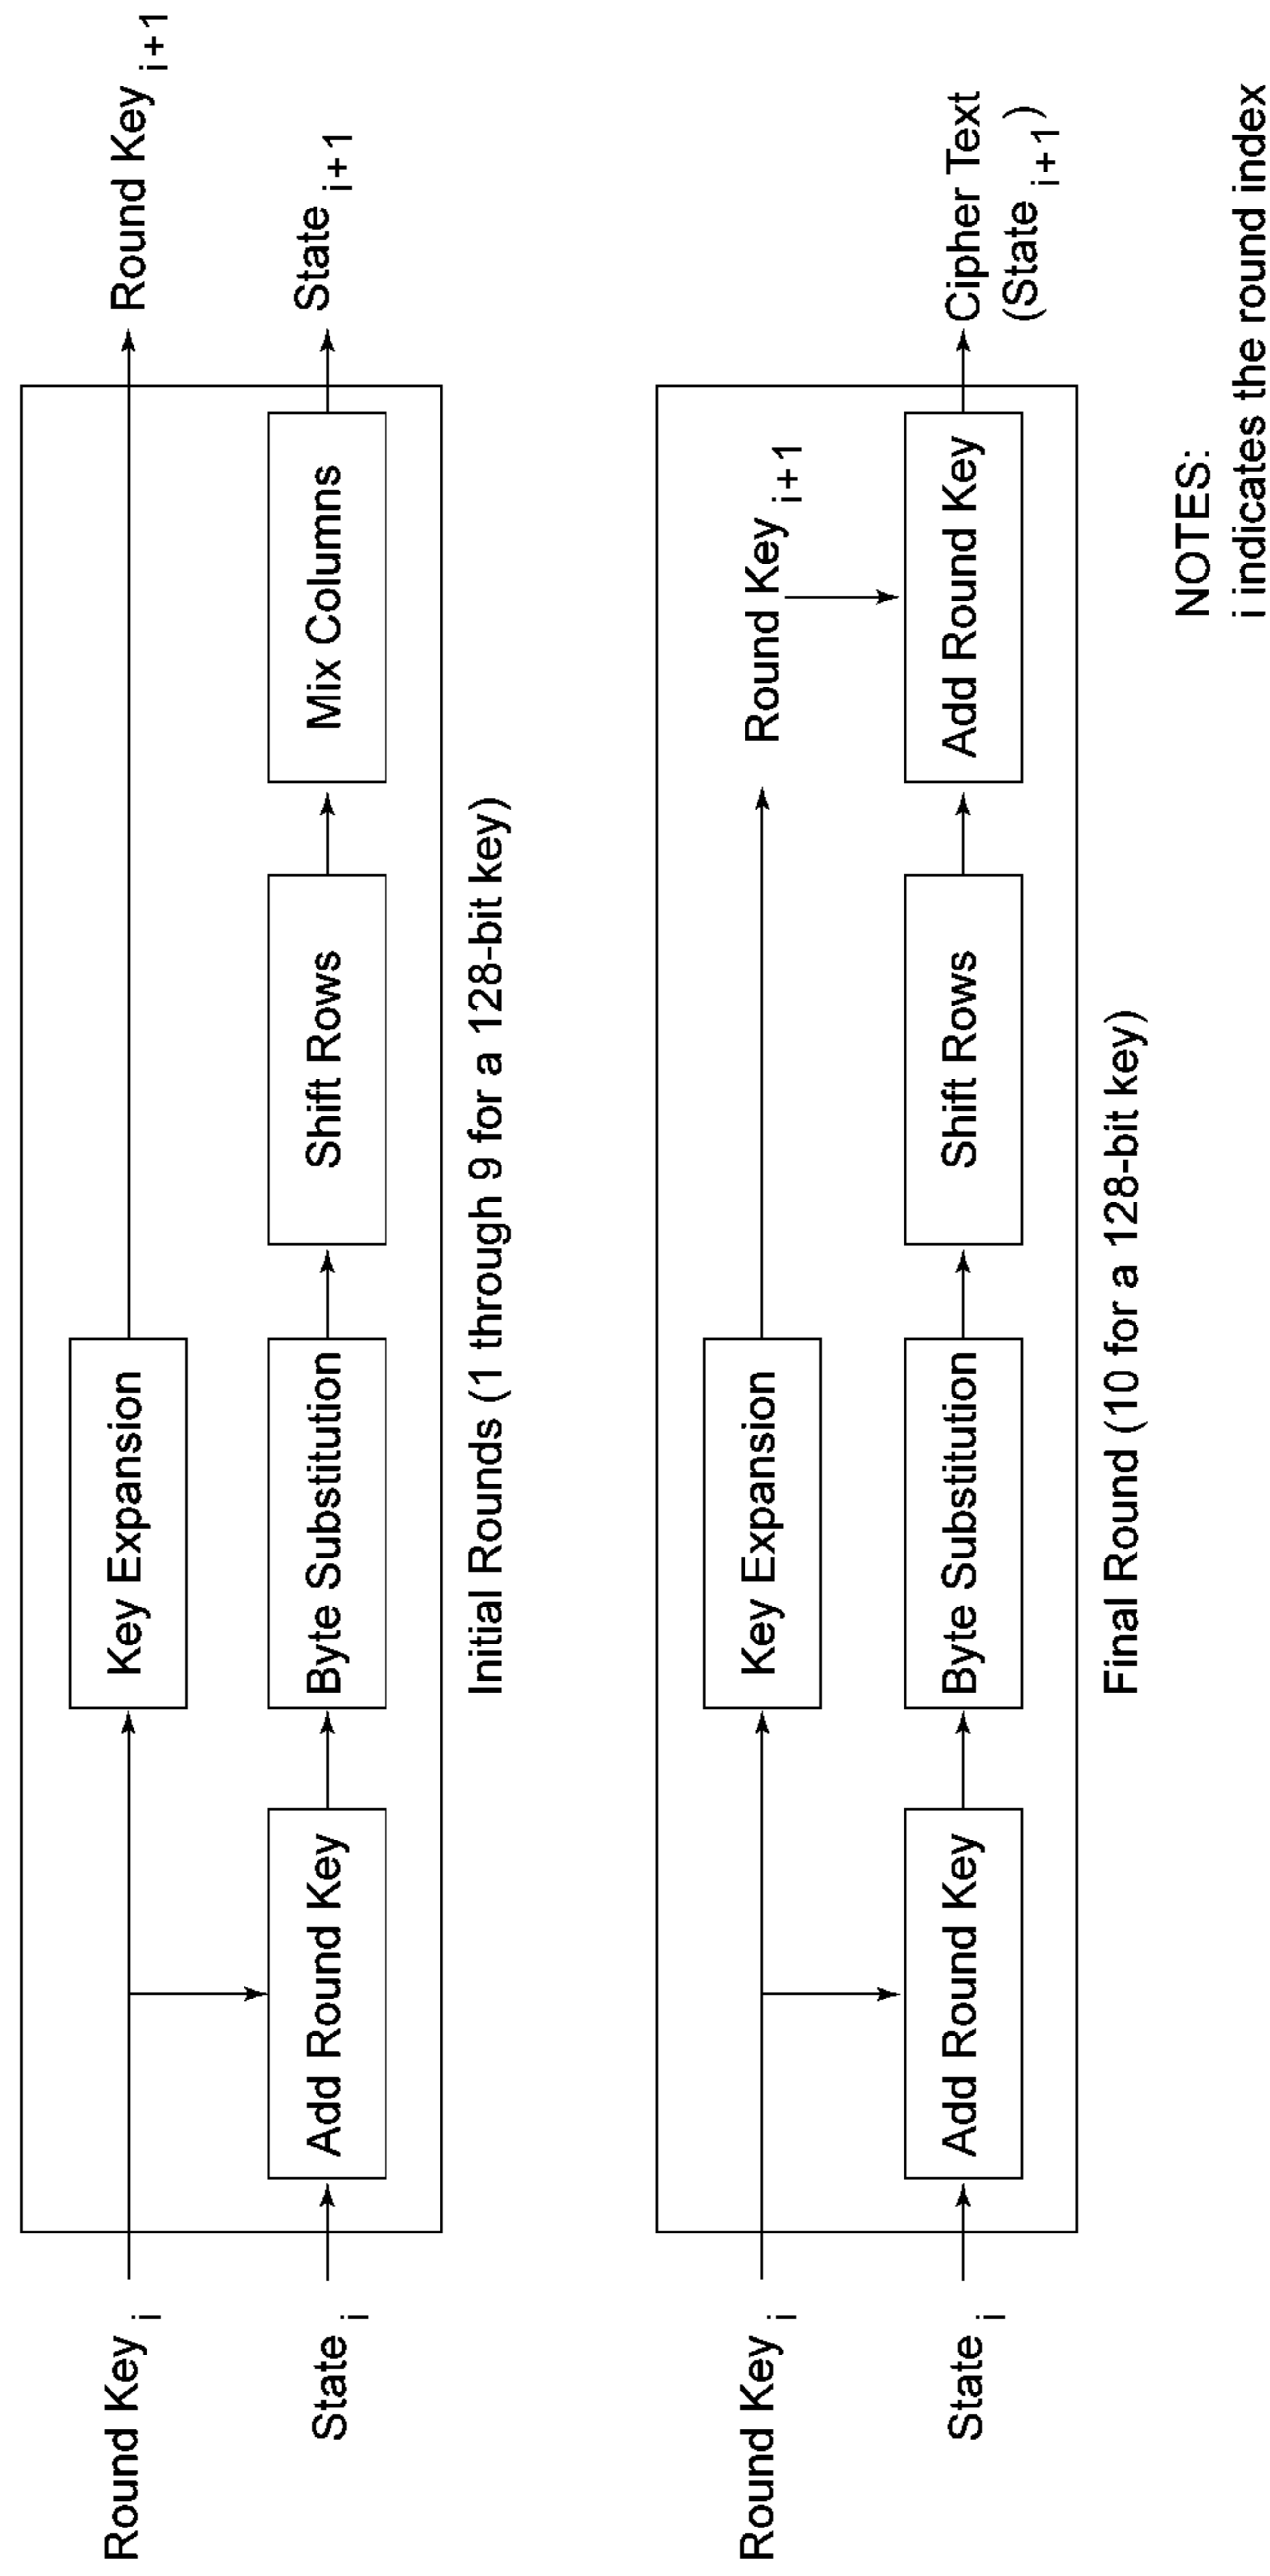 Round Key i
Key Expansion
Round Key i+1
State i
Add Round Key
Byte Substitution
Shift Rows
Mix Columns
State i+1
Initial Rounds (1 through 9 for a 128-bit key)
Round Key i
Key Expansion
Round Key i+1
State i
Add Round Key
Byte Substitution
Shift Rows
Add Round Key
Cipher Text
(State i+1)
Final Round (10 for a 128-bit key)
NOTES:
i indicates the round index